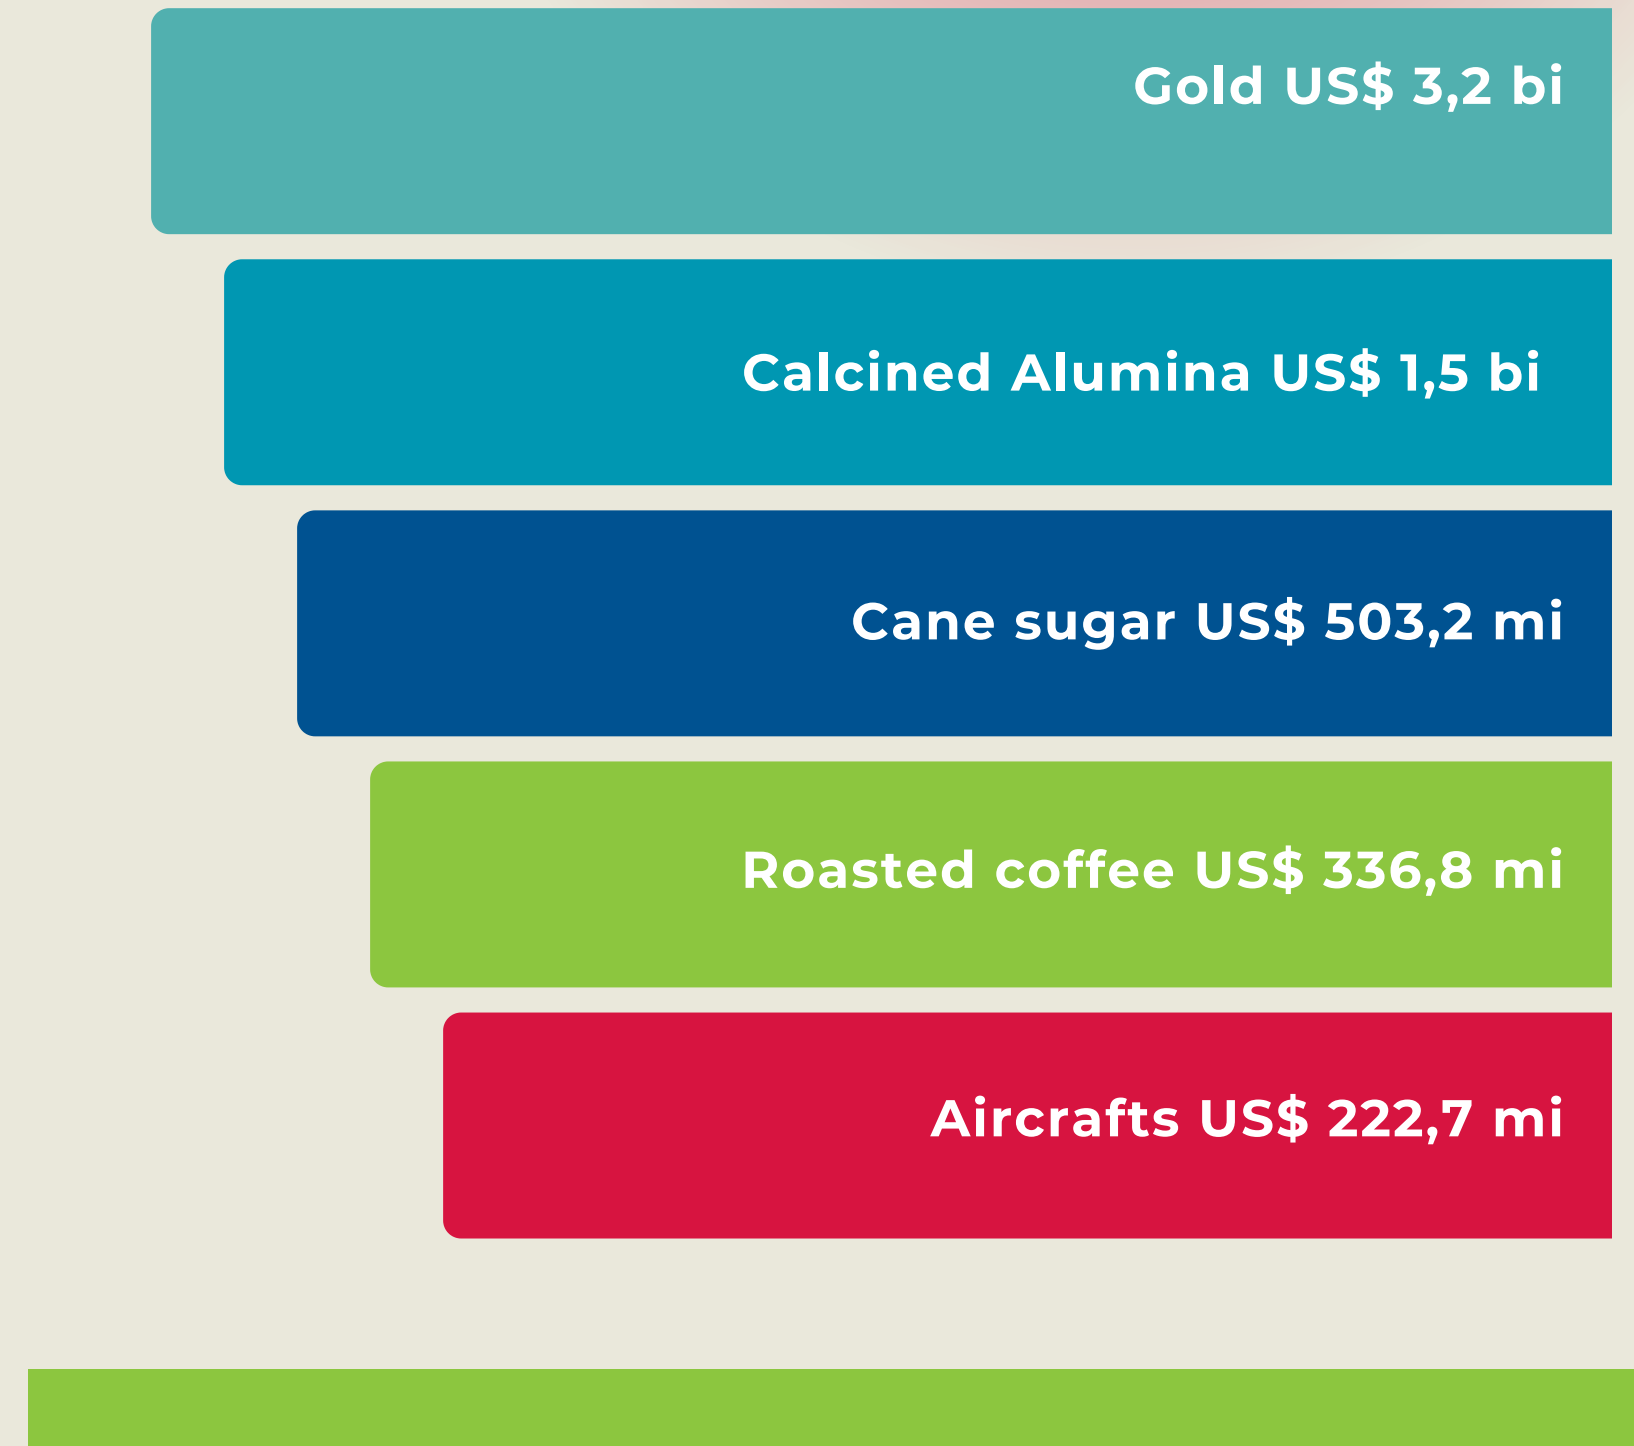 Gold US$ 3,2 bi
Calcined Alumina US$ 1,5 bi
Cane sugar US$ 503,2 mi
Roasted coffee US$ 336,8 mi
Aircrafts US$ 222,7 mi